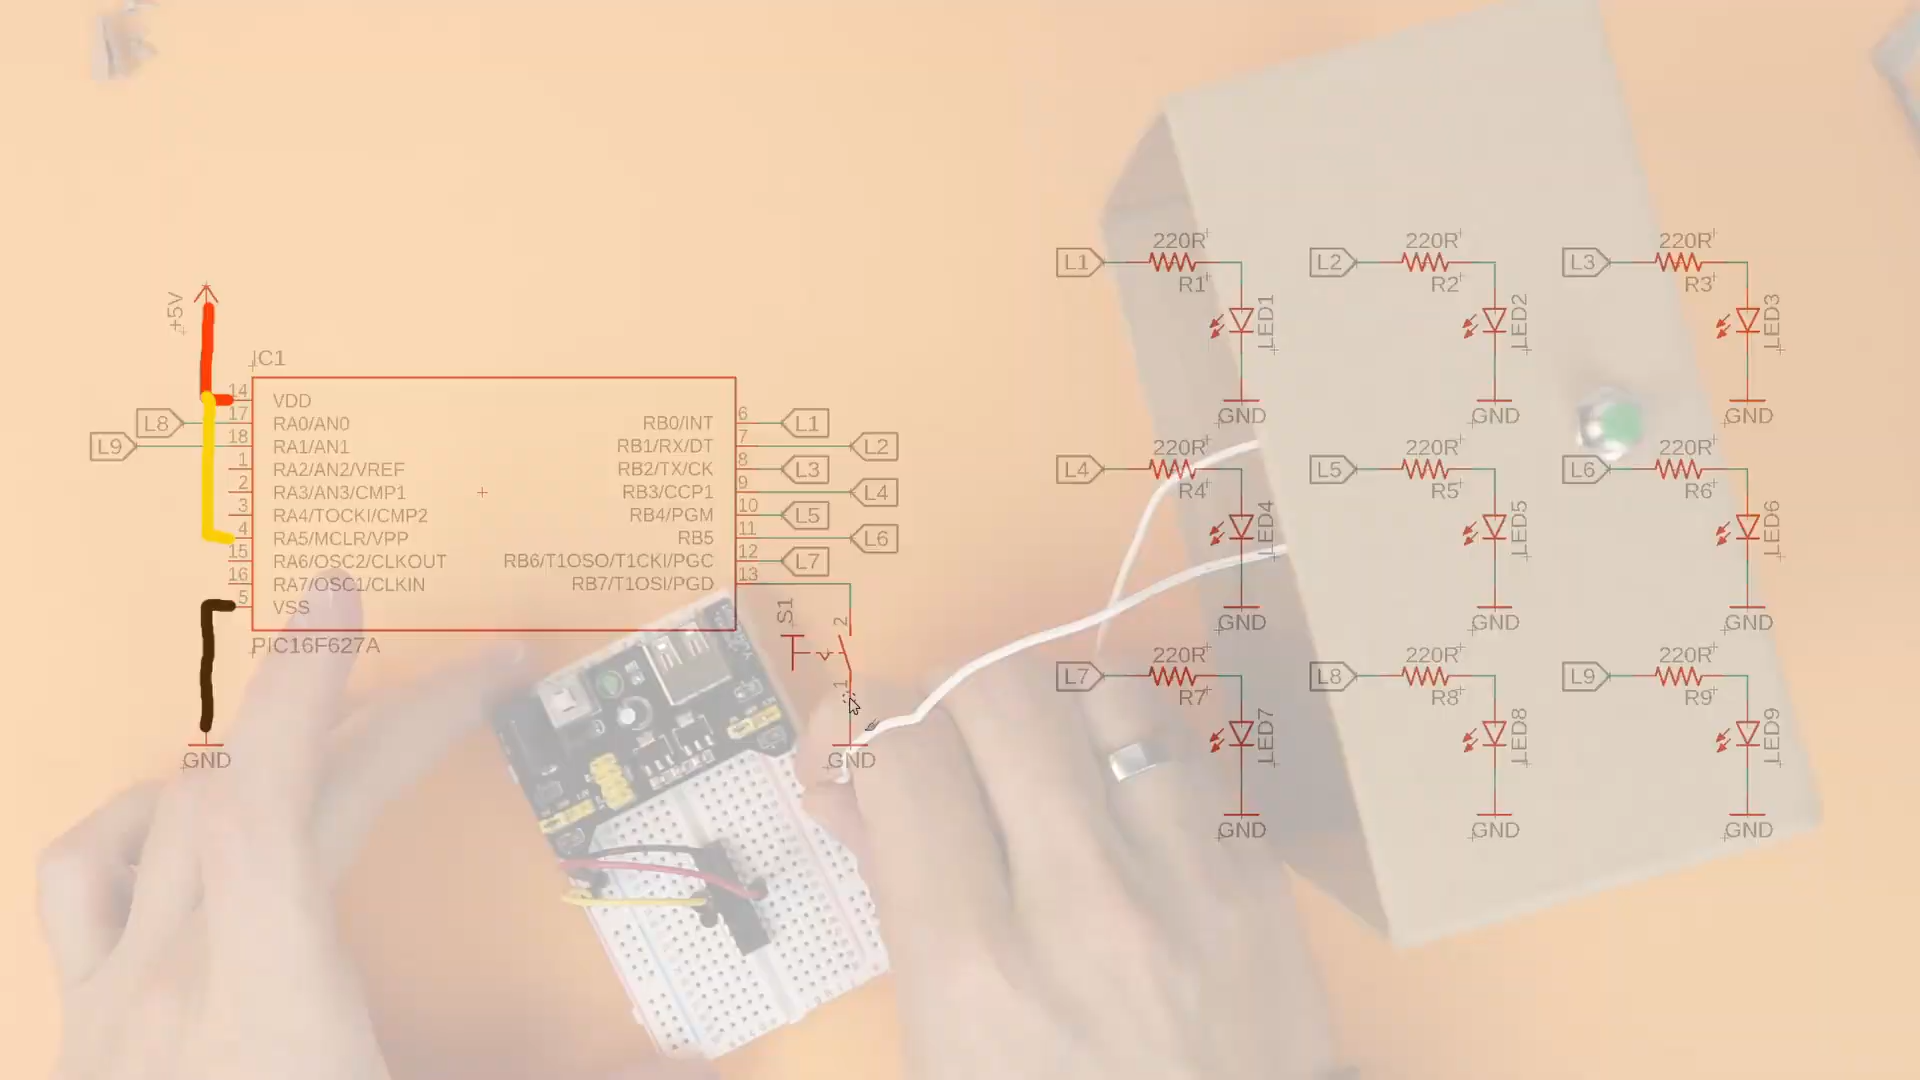 +5V
IC1
14 VDD
L8 17 RA0/AN0
L9 18 RA1/AN1
1 RA2/AN2/VREF
2 RA3/AN3/CMP1
3 RA4/TOCKI/CMP2
4 RA5/MCLR/VPP
15 RA6/OSC2/CLKOUT
16 RA7/OSC1/CLKIN
5 VSS
PIC16F627A
GND
RB0/INT 6 L1
RB1/RX/DT 7 L2
RB2/TX/CK 8 L3
RB3/CCP1 9 L4
RB4/PGM 10 L5
RB5 11 L6
RB6/T1OSO/T1CKI/PGC 12 L7
RB7/T1OSI/PGD 13
S1
2
1
GND
L1 220R R1 LED1 GND
L2 220R R2 LED2 GND
L3 220R R3 LED3 GND
L4 220R R4 LED4 GND
L5 220R R5 LED5 GND
L6 220R R6 LED6 GND
L7 220R R7 LED7 GND
L8 220R R8 LED8 GND
L9 220R R9 LED9 GND